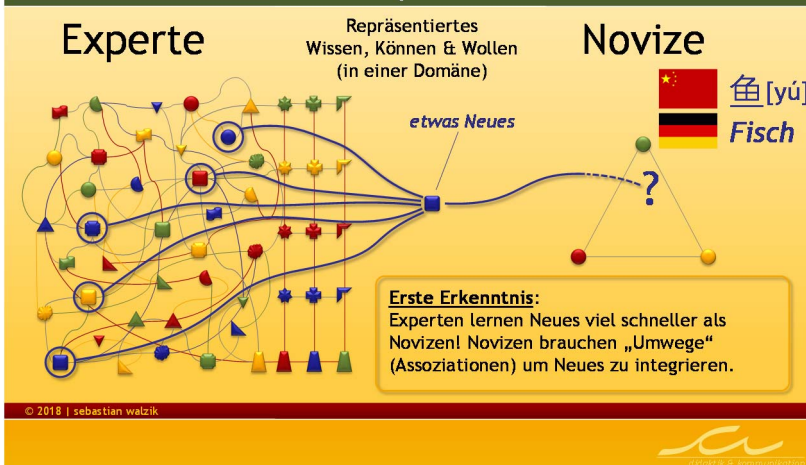 Experte
Repräsentiertes
Wissen, Können & Wollen
(in einer Domäne)
Novize
鱼 [yú]
Fisch
etwas Neues
?
Erste Erkenntnis:
Experten lernen Neues viel schneller als
Novizen! Novizen brauchen „Umwege“
(Assoziationen) um Neues zu integrieren.
© 2018 | sebastian walzik